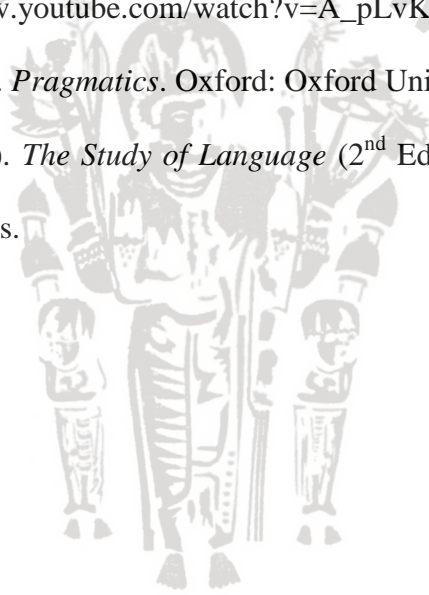 w.youtube.com/watch?v=A_pLvK
. Pragmatics. Oxford: Oxford Uni
). The Study of Language (2nd Ed
s.